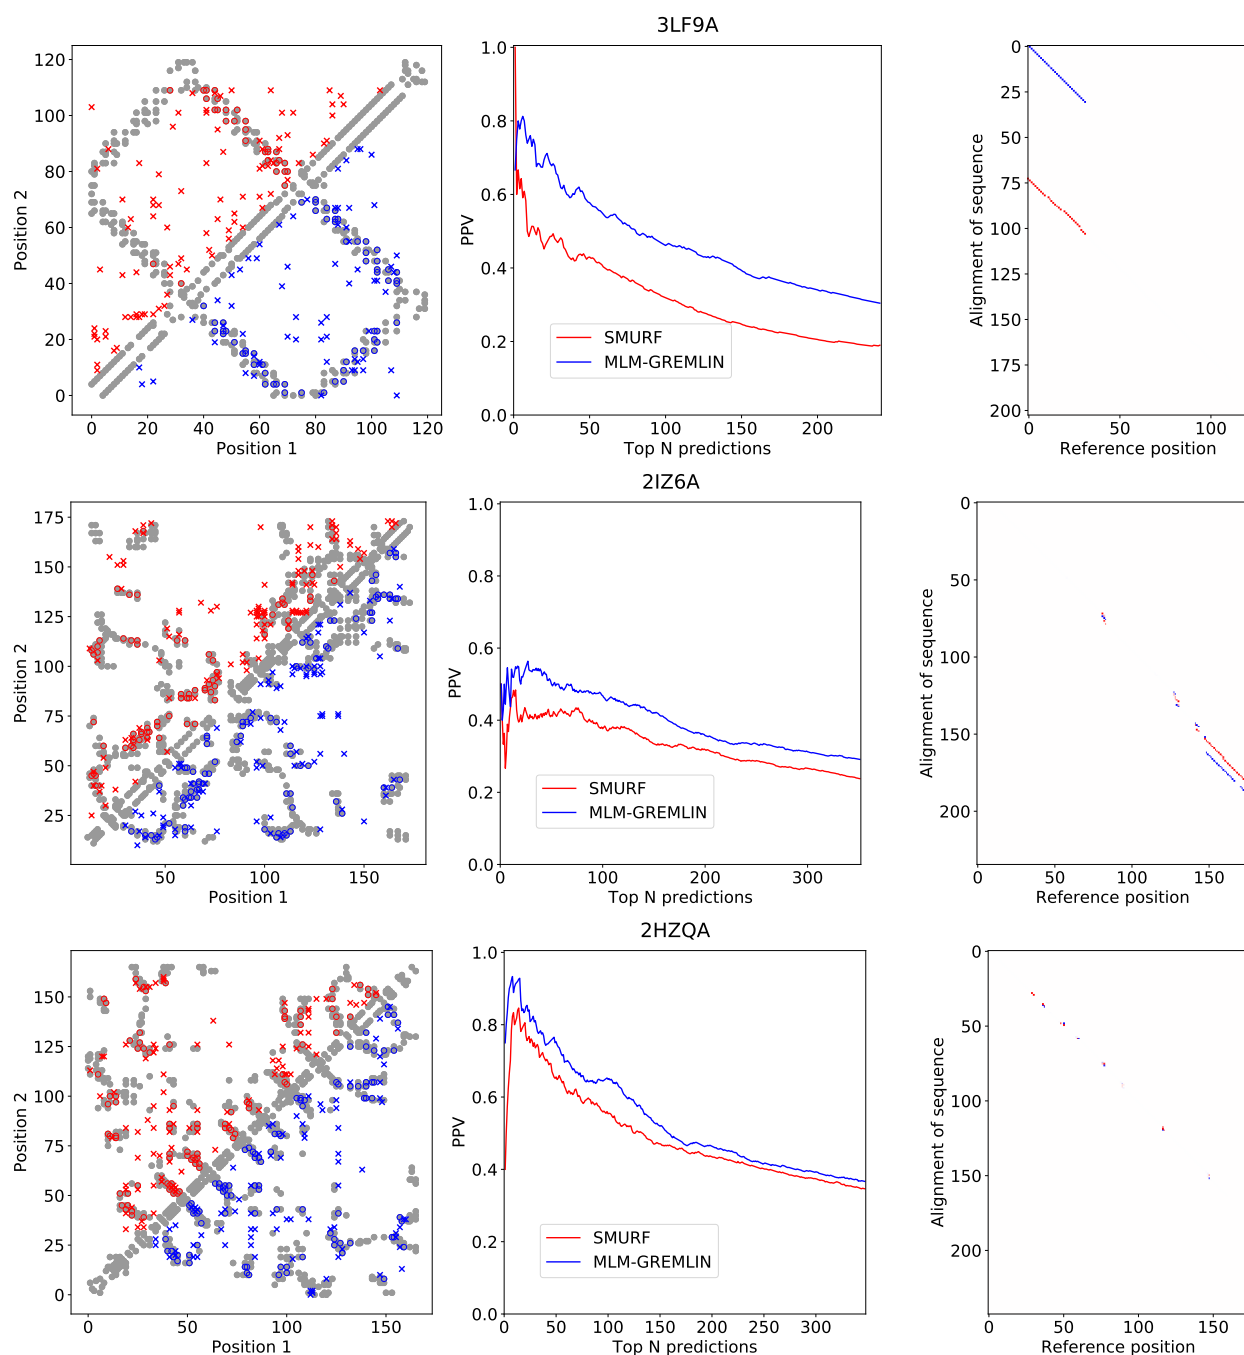 3LF9A
120
100
80
60
40
20
0
Position 2
0 20 40 60 80 100 120
Position 1
1.0
0.8
0.6
0.4
0.2
0.0
PPV
SMURF
MLM-GREMLIN
0 50 100 150 200
Top N predictions
0
25
50
75
100
125
150
175
200
Alignment of sequence
0 50 100
Reference position
2IZ6A
175
150
125
100
75
50
25
Position 2
50 100 150
Position 1
1.0
0.8
0.6
0.4
0.2
0.0
PPV
SMURF
MLM-GREMLIN
0 100 200 300
Top N predictions
0
50
100
150
200
Alignment of sequence
0 50 100 150
Reference position
2HZQA
150
125
100
75
50
25
0
Position 2
0 50 100 150
Position 1
1.0
0.8
0.6
0.4
0.2
0.0
PPV
SMURF
MLM-GREMLIN
0 50 100 150 200 250 300
Top N predictions
0
50
100
150
200
Alignment of sequence
0 50 100 150
Reference position